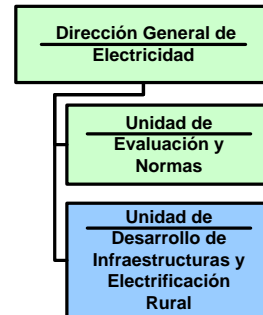 Dirección General de
Electricidad
Unidad de
Evaluación y
Normas
Unidad de
Desarrollo de
Infraestructuras y
Electrificación
Rural